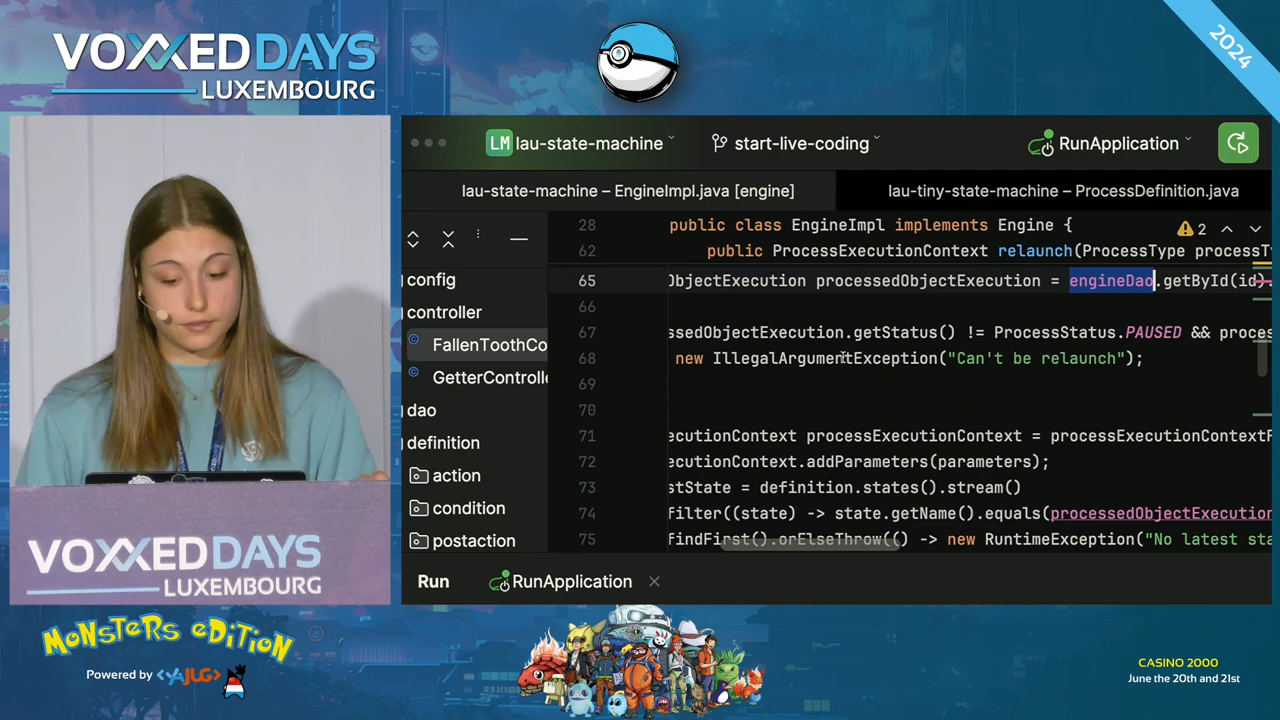 VOXXED DAYS
LUXEMBOURG
2024
LM lau-state-machine
start-live-coding
RunApplication
lau-state-machine – EngineImpl.java [engine]
lau-tiny-state-machine – ProcessDefinition.java
config
controller
FallenToothCo
GetterControlle
dao
definition
action
condition
postaction
28 public class EngineImpl implements Engine {
2
62 public ProcessExecutionContext relaunch(ProcessType processTy
65 ObjectExecution processedObjectExecution = engineDao.getById(id)
66
67 ssedObjectExecution.getStatus() != ProcessStatus.PAUSED && proces
68 new IllegalArgumentException("Can't be relaunch");
69
70
71 ecutionContext processExecutionContext = processExecutionContextF
72 ecutionContext.addParameters(parameters);
73 stState = definition.states().stream()
74 filter((state) -> state.getName().equals(processedObjectExecution
75 findFirst().orElseThrow(() -> new RuntimeException("No latest sta
Run
RunApplication
VOXXED DAYS
LUXEMBOURG
MONSTERS EDITION
Powered by <YAJUG>
CASINO 2000
June the 20th and 21st